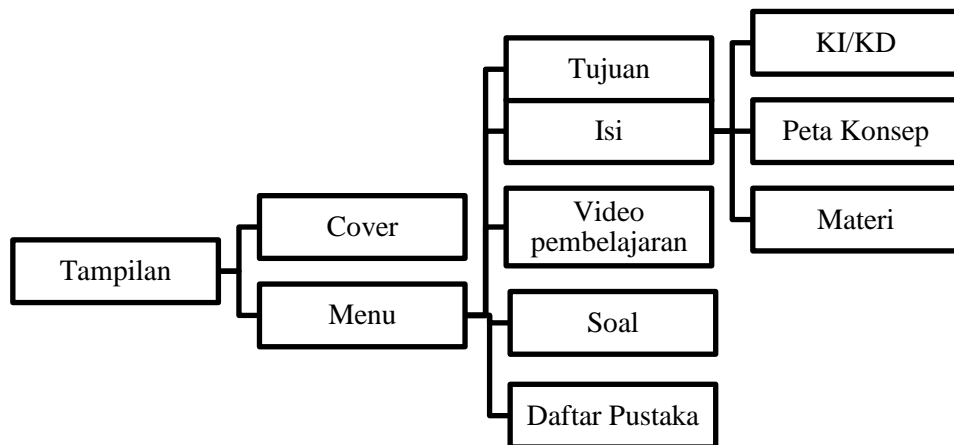 Tampilan
Cover
Menu
Tujuan
Isi
Video
pembelajaran
Soal
Daftar Pustaka
KI/KD
Peta Konsep
Materi